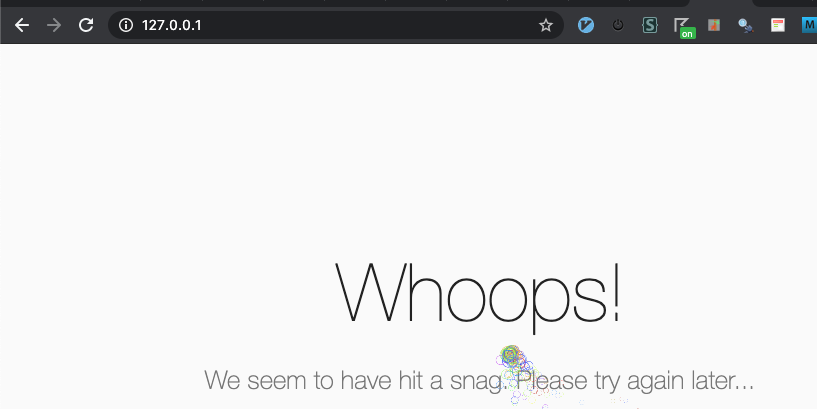 127.0.0.1
on
M
Whoops!
We seem to have hit a snag. Please try again later...